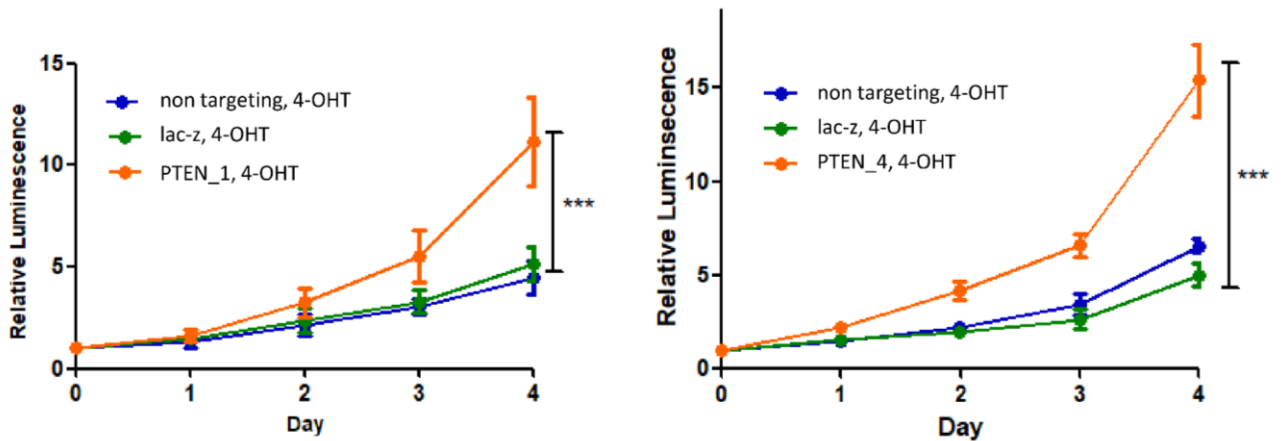 15
10
5
0
Relative Luminescence
non targeting, 4-OHT
lac-z, 4-OHT
PTEN_1, 4-OHT
***
0 1 2 3 4
Day
15
10
5
0
Relative Luminsecence
non targeting, 4-OHT
lac-z, 4-OHT
PTEN_4, 4-OHT
***
0 1 2 3 4
Day